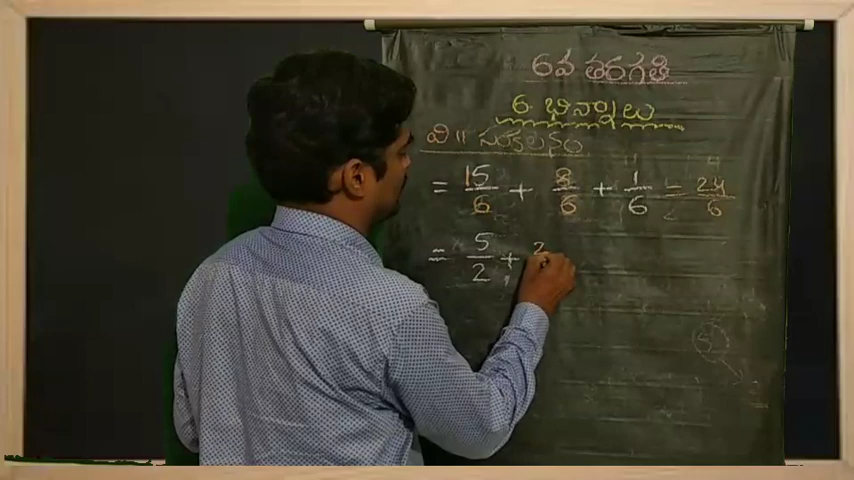 6వ తరగతి
6. భిన్నాలు
వి॥ సంకలనం
= 15/6 + 8/6 + 1/6 = 24/6
= 5/2 +